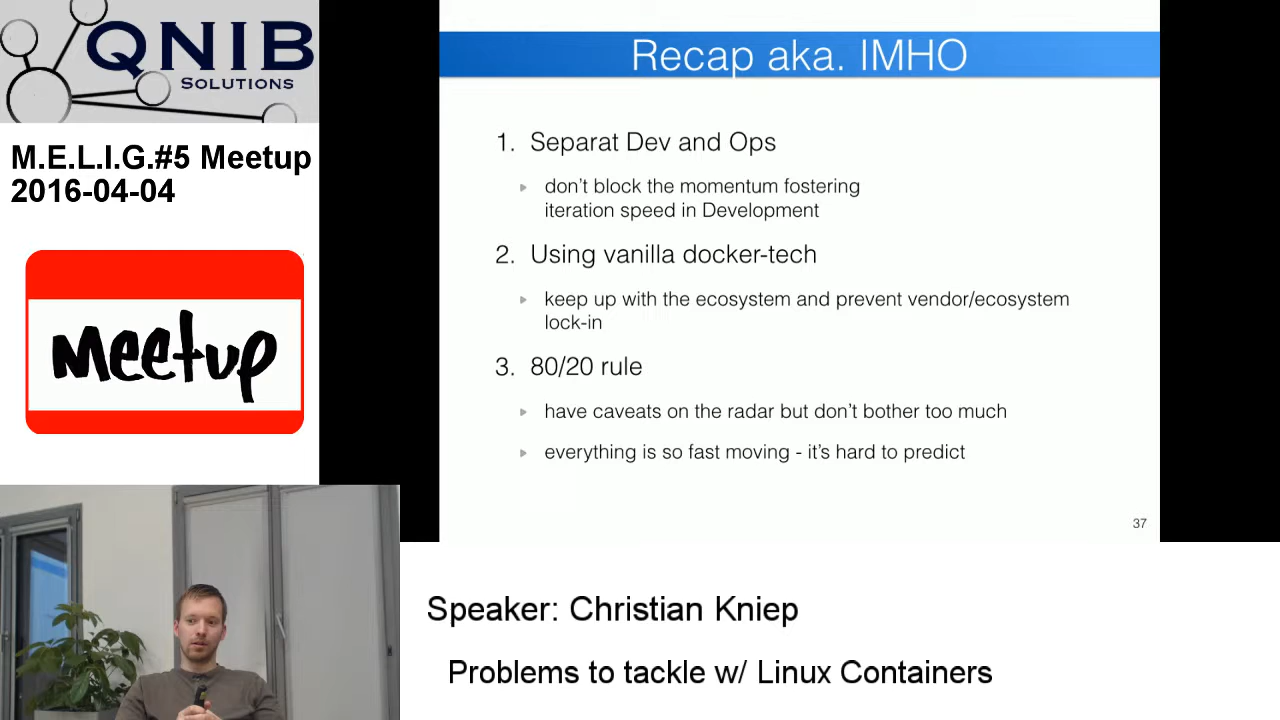 QNIB
SOLUTIONS
M.E.L.I.G.#5 Meetup
2016-04-04
Meetup
Recap aka. IMHO
1. Separat Dev and Ops
don't block the momentum fostering
iteration speed in Development
2. Using vanilla docker-tech
keep up with the ecosystem and prevent vendor/ecosystem
lock-in
3. 80/20 rule
have caveats on the radar but don't bother too much
everything is so fast moving - it's hard to predict
37
Speaker: Christian Kniep
Problems to tackle w/ Linux Containers